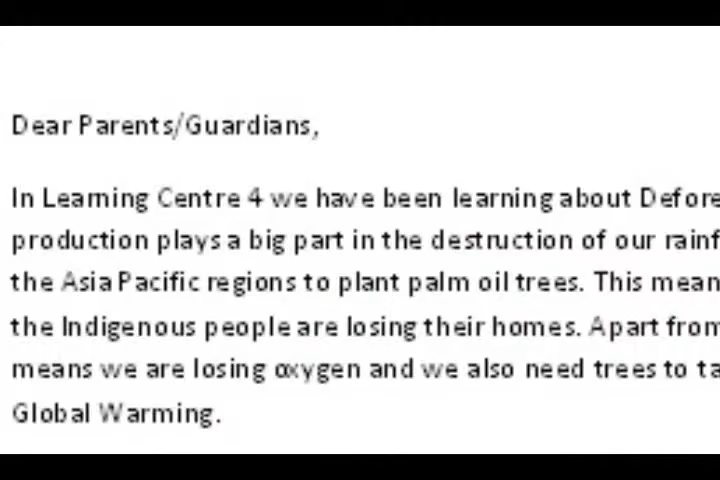 Dear Parents/Guardians,
In Learning Centre 4 we have been learning about Defore
production plays a big part in the destruction of our rainf
the Asia Pacific regions to plant palm oil trees. This mean
the Indigenous people are losing their homes. Apart from
means we are losing oxygen and we also need trees to ta
Global Warming.